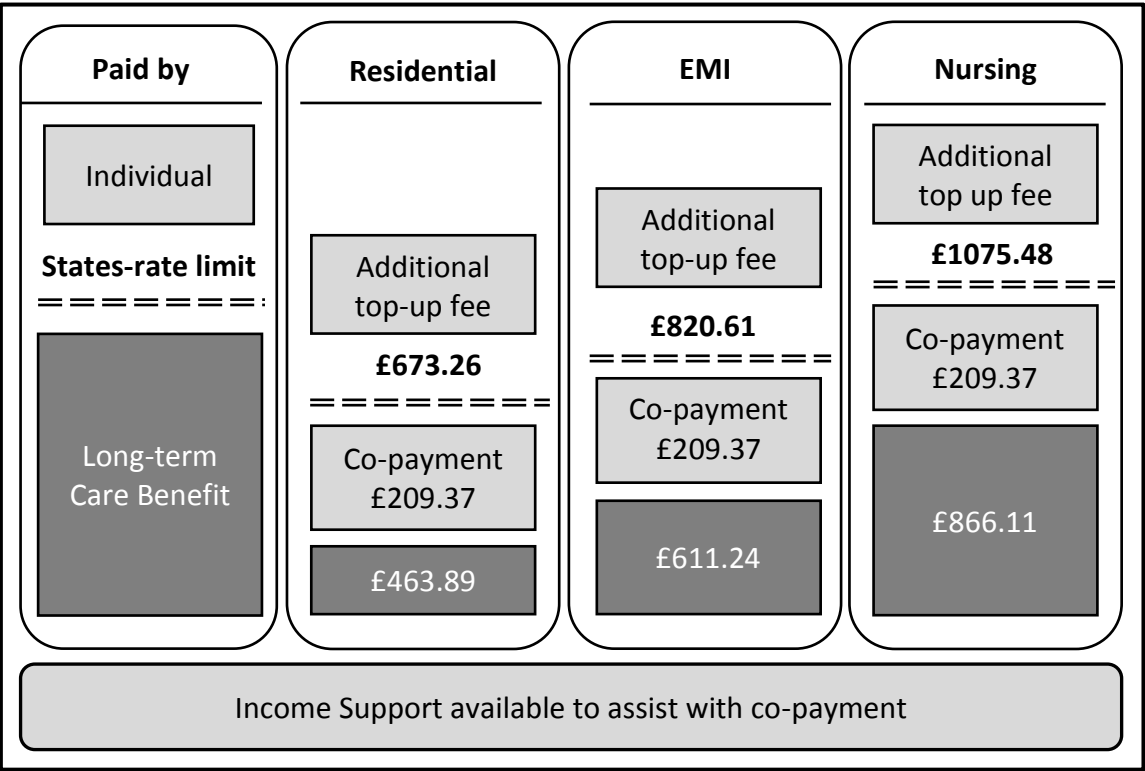 Paid by
Individual
States-rate limit
Long-term
Care Benefit
Residential
Additional
top-up fee
£673.26
Co-payment
£209.37
£463.89
EMI
Additional
top-up fee
£820.61
Co-payment
£209.37
£611.24
Nursing
Additional
top up fee
£1075.48
Co-payment
£209.37
£866.11
Income Support available to assist with co-payment